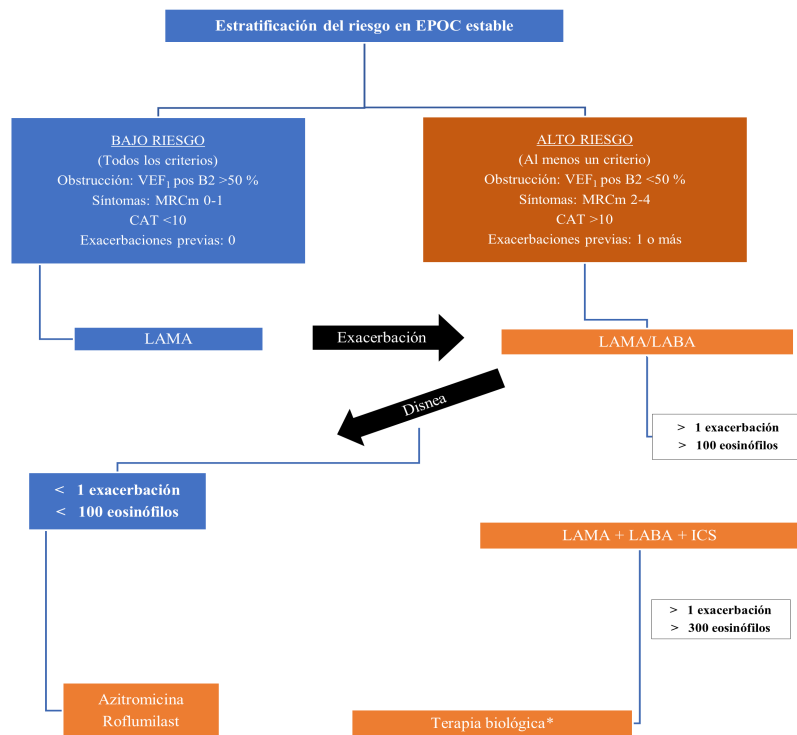 Estratificación del riesgo en EPOC estable
BAJO RIESGO
(Todos los criterios)
Obstrucción: VEF₁ pos B2 >50 %
Síntomas: MRCm 0-1
CAT <10
Exacerbaciones previas: 0
ALTO RIESGO
(Al menos un criterio)
Obstrucción: VEF₁ pos B2 <50 %
Síntomas: MRCm 2-4
CAT >10
Exacerbaciones previas: 1 o más
LAMA
Exacerbación
LAMA/LABA
Disnea
> 1 exacerbación
> 100 eosinófilos
< 1 exacerbación
< 100 eosinófilos
LAMA + LABA + ICS
> 1 exacerbación
> 300 eosinófilos
Azitromicina
Roflumilast
Terapia biológica*